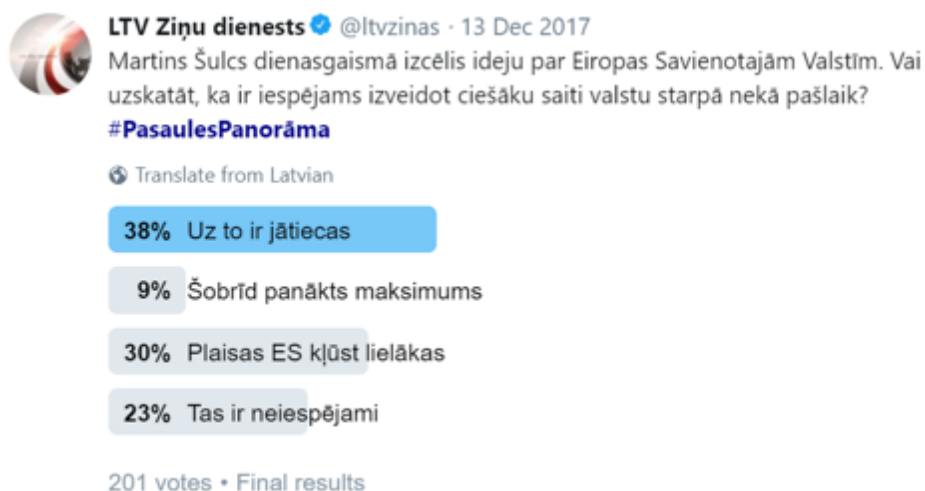 LTV Ziņu dienests @ltvzinas · 13 Dec 2017
Martins Šulcs dienasgaismā izcēlis ideju par Eiropas Savienotajām Valstīm. Vai
uzskatāt, ka ir iespējams izveidot ciešāku saiti valstu starpā nekā pašlaik?
#PasaulesPanorāma
Translate from Latvian
38% Uz to ir jātiecas
9% Šobrīd panākts maksimums
30% Plaisas ES kļūst lielākas
23% Tas ir neiespējami
201 votes • Final results